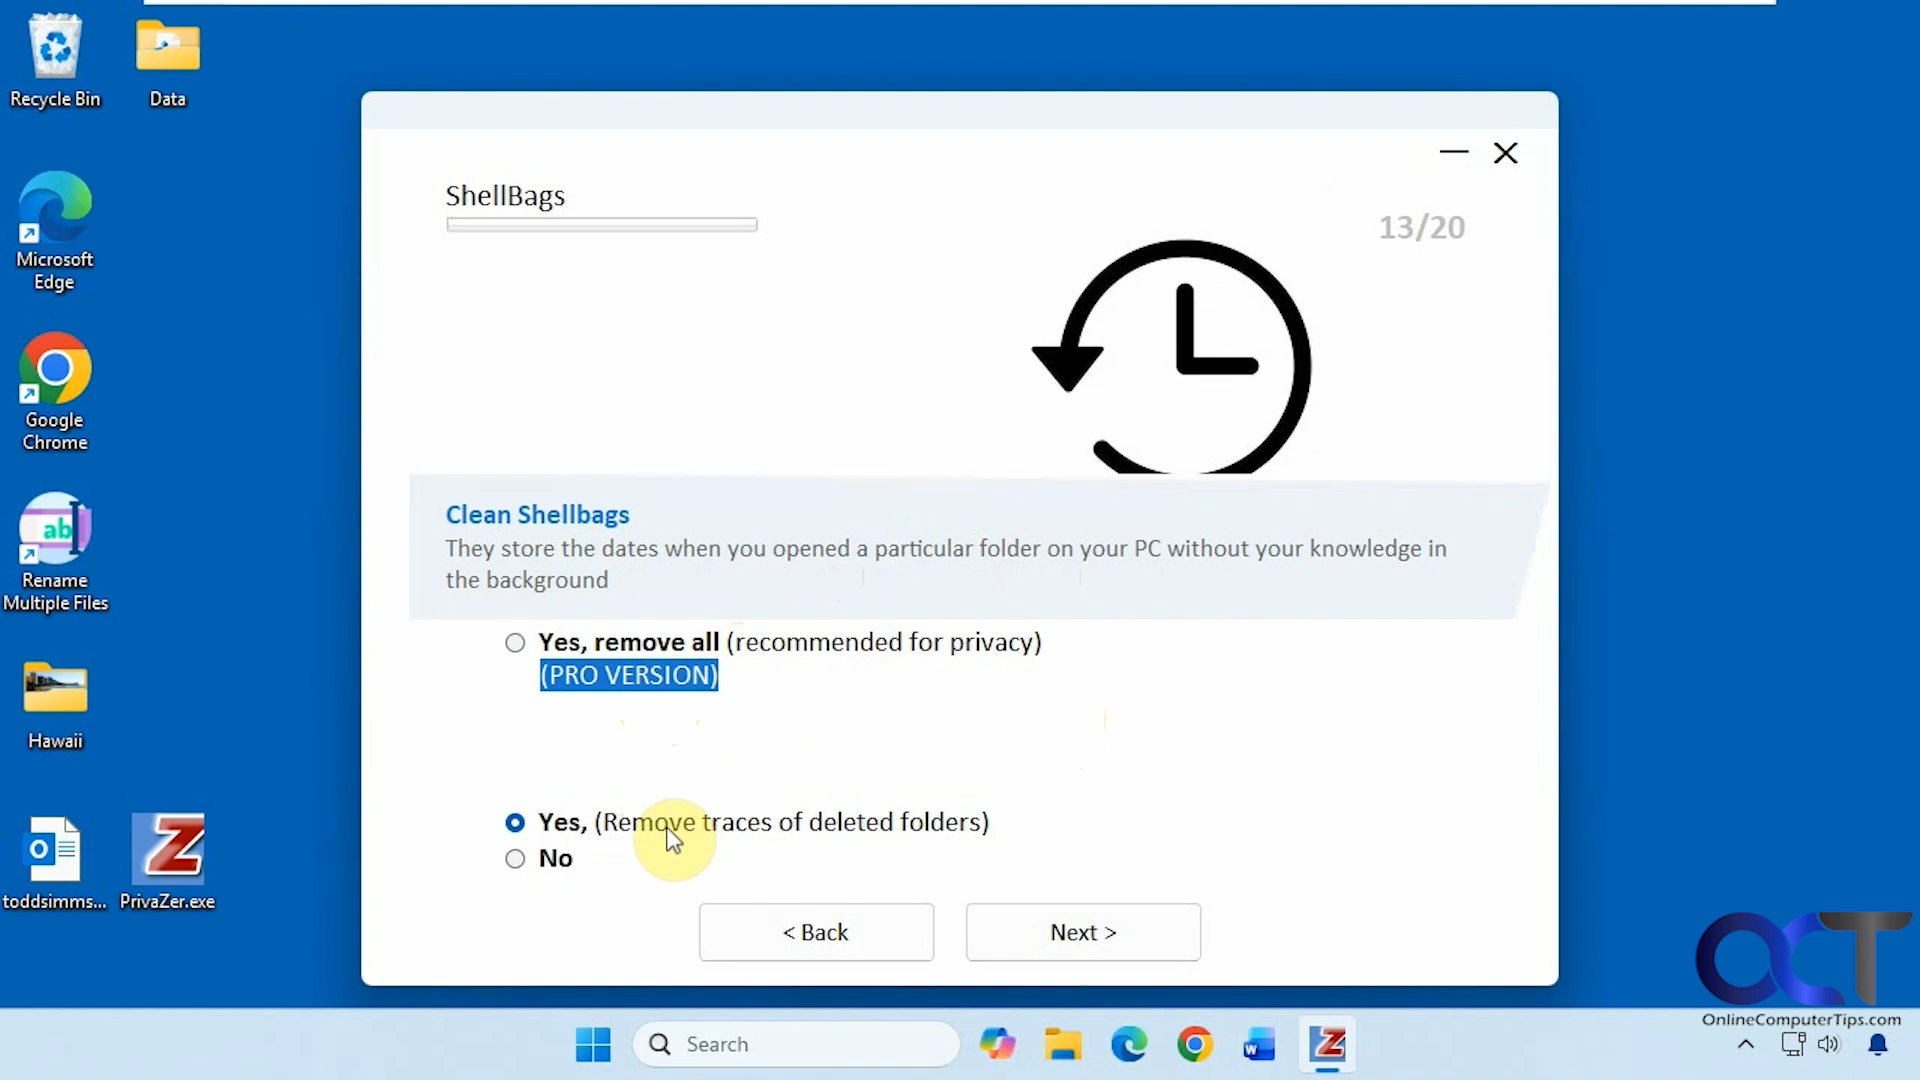 Recycle Bin
Data
Microsoft
Edge
Google
Chrome
ab
Rename
Multiple Files
Hawaii
toddsimms...
PrivaZer.exe
ShellBags
13/20
Clean Shellbags
They store the dates when you opened a particular folder on your PC without your knowledge in
the background
Yes, remove all (recommended for privacy)
(PRO VERSION)
Yes, (Remove traces of deleted folders)
No
< Back
Next >
OCT
OnlineComputerTips.com
Search